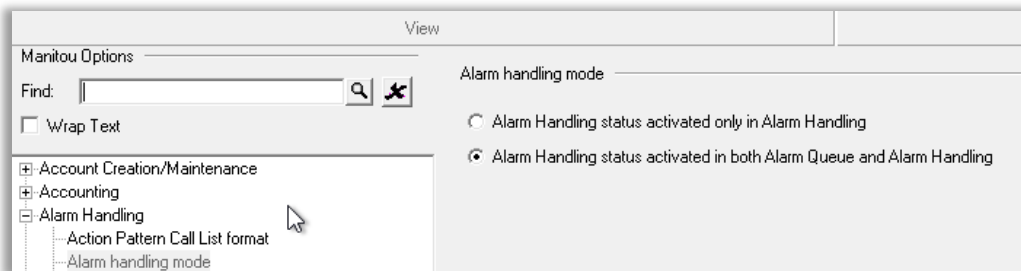 View
Manitou Options
Find:
Wrap Text
Account Creation/Maintenance
Accounting
Alarm Handling
Action Pattern Call List format
Alarm handling mode
Alarm handling mode
Alarm Handling status activated only in Alarm Handling
Alarm Handling status activated in both Alarm Queue and Alarm Handling